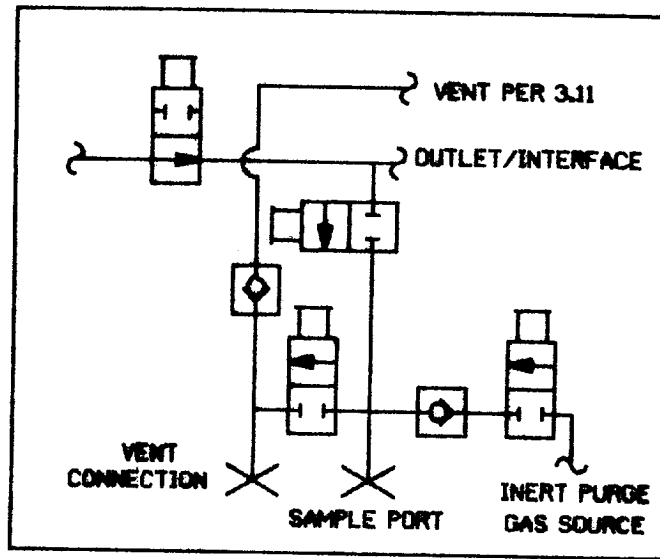 VENT PER 3.11
OUTLET/INTERFACE
VENT
CONNECTION
SAMPLE PORT
INERT PURGE
GAS SOURCE